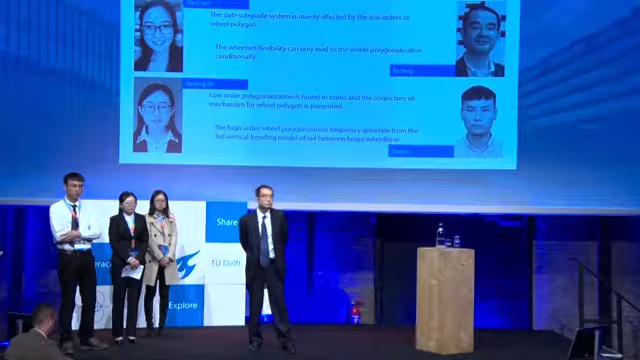 The slab-subgrade system is mainly affected by the low orders of
wheel polygon.
The wheelset flexibility can only lead to the wheel polygonalization
conditionally.
Low order polygonalization is found in trams and the conjecture of
mechanism for wheel polygon is presented.
The high order wheel polygonization frequency generate from the
vertical bending modal of rail between bogie wheelbase
Share
TU Delft
Explore